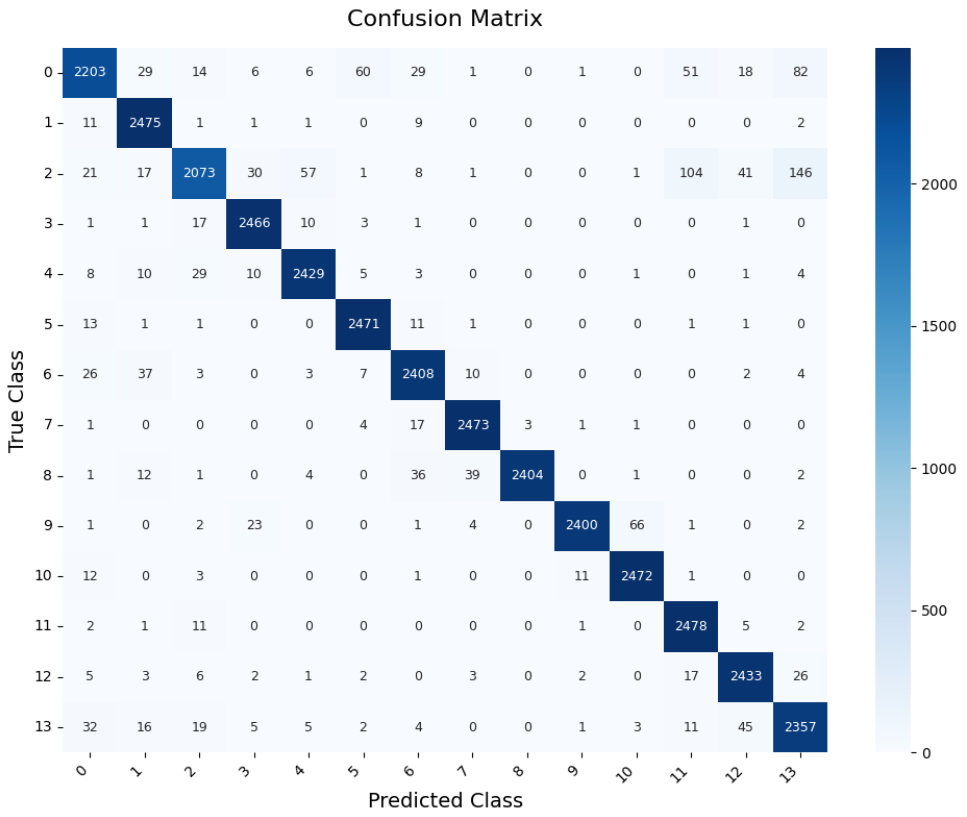 Confusion Matrix
0 2203 29 14 6 6 60 29 1 0 1 0 51 18 82
1 11 2475 1 1 1 0 9 0 0 0 0 0 0 2
2 21 17 2073 30 57 1 8 1 0 0 1 104 41 146
3 1 1 17 2466 10 3 1 0 0 0 0 0 1 0
4 8 10 29 10 2429 5 3 0 0 0 1 0 1 4
5 13 1 1 0 0 2471 11 1 0 0 0 1 1 0
6 26 37 3 0 3 7 2408 10 0 0 0 0 2 4
7 1 0 0 0 0 4 17 2473 3 1 1 0 0 0
8 1 12 1 0 4 0 36 39 2404 0 1 0 0 2
9 1 0 2 23 0 0 1 4 0 2400 66 1 0 2
10 12 0 3 0 0 0 1 0 0 11 2472 1 0 0
11 2 1 11 0 0 0 0 0 0 1 0 2478 5 2
12 5 3 6 2 1 2 0 3 0 2 0 17 2433 26
13 32 16 19 5 5 2 4 0 0 1 3 11 45 2357
0 1 2 3 4 5 6 7 8 9 10 11 12 13
Predicted Class
True Class
2000
1500
1000
500
0